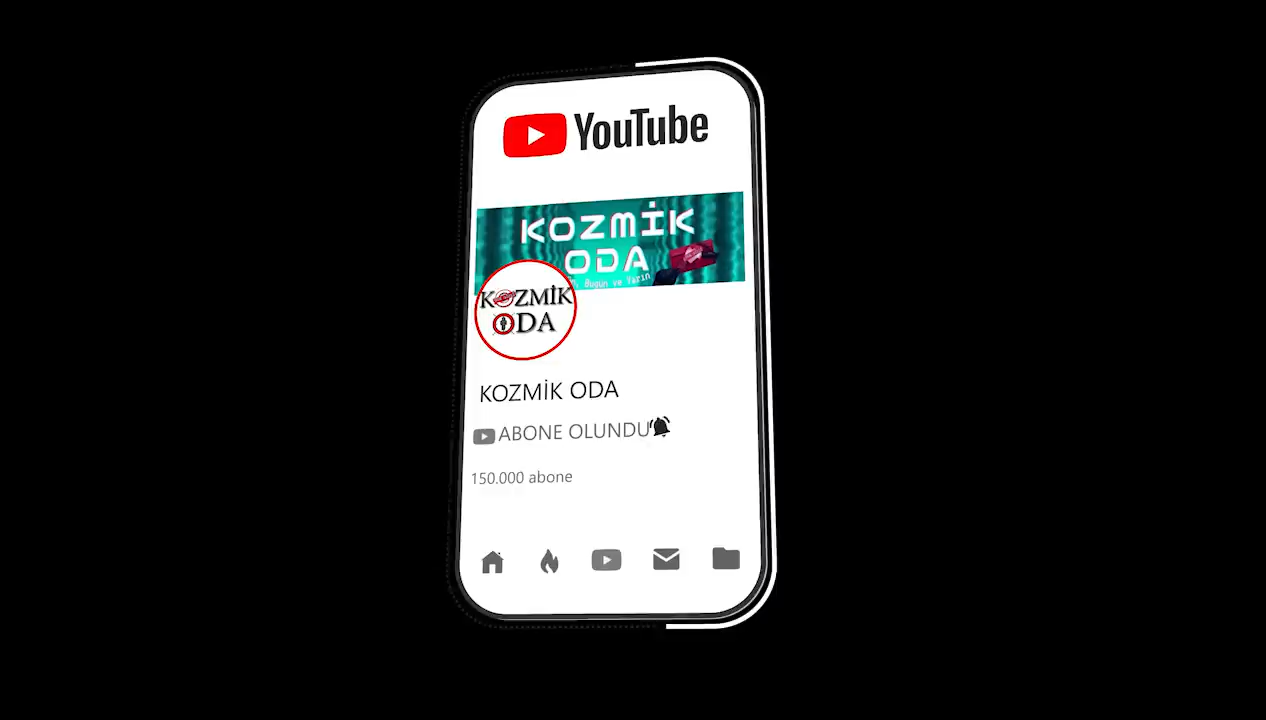 YouTube
KOZMİK
ODA
Bugün ve Yarın
KOZMİK
ODA
KOZMİK ODA
ABONE OLUNDU
150.000 abone